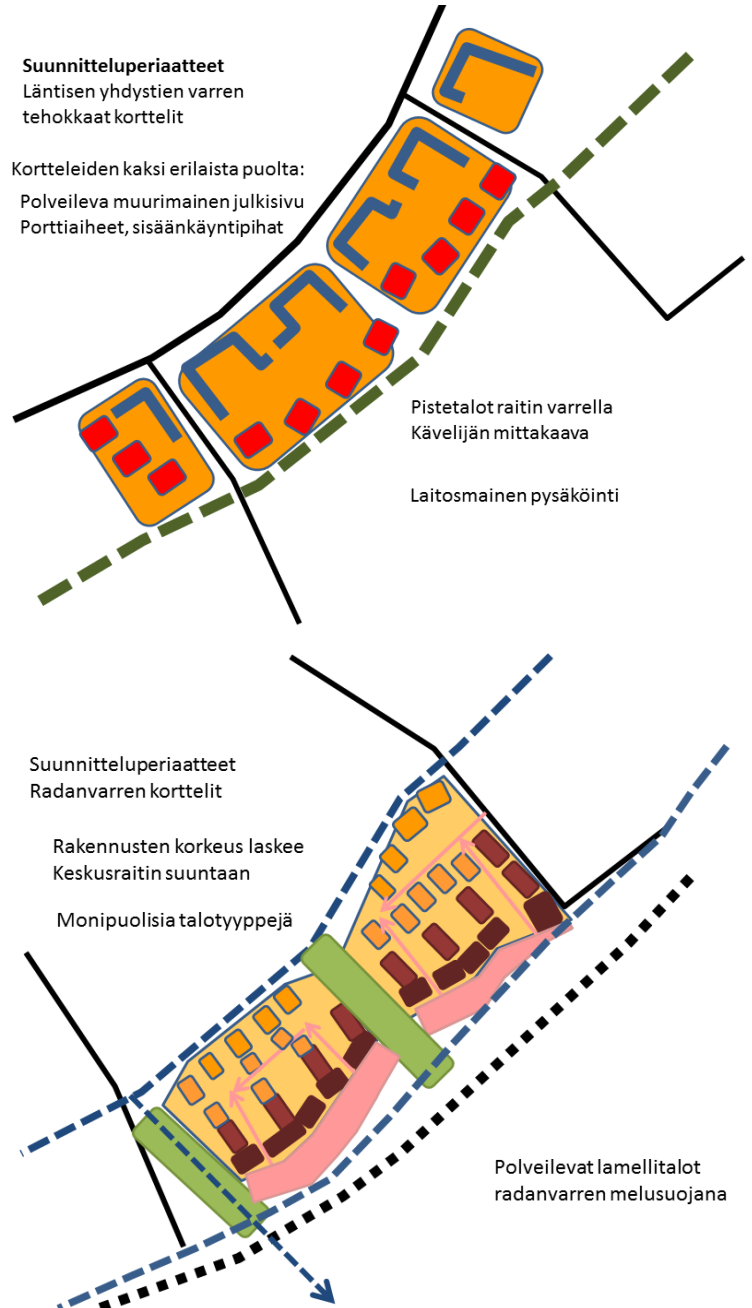 Suunnitteluperiaatteet
Läntisen yhdystien varren
tehokkaat korttelit
Kortteleiden kaksi erilaista puolta:
Polveileva muurimainen julkisivu
Porttiaiheet, sisäänkäyntipihat
Pistetalot raitin varrella
Kävelijän mittakaava
Laitosmainen pysäköinti
Suunnitteluperiaatteet
Radanvarren korttelit
Rakennusten korkeus laskee
Keskusraitin suuntaan
Monipuolisia talotyyppejä
Polveilevat lamellitalot
radanvarren melusuojana